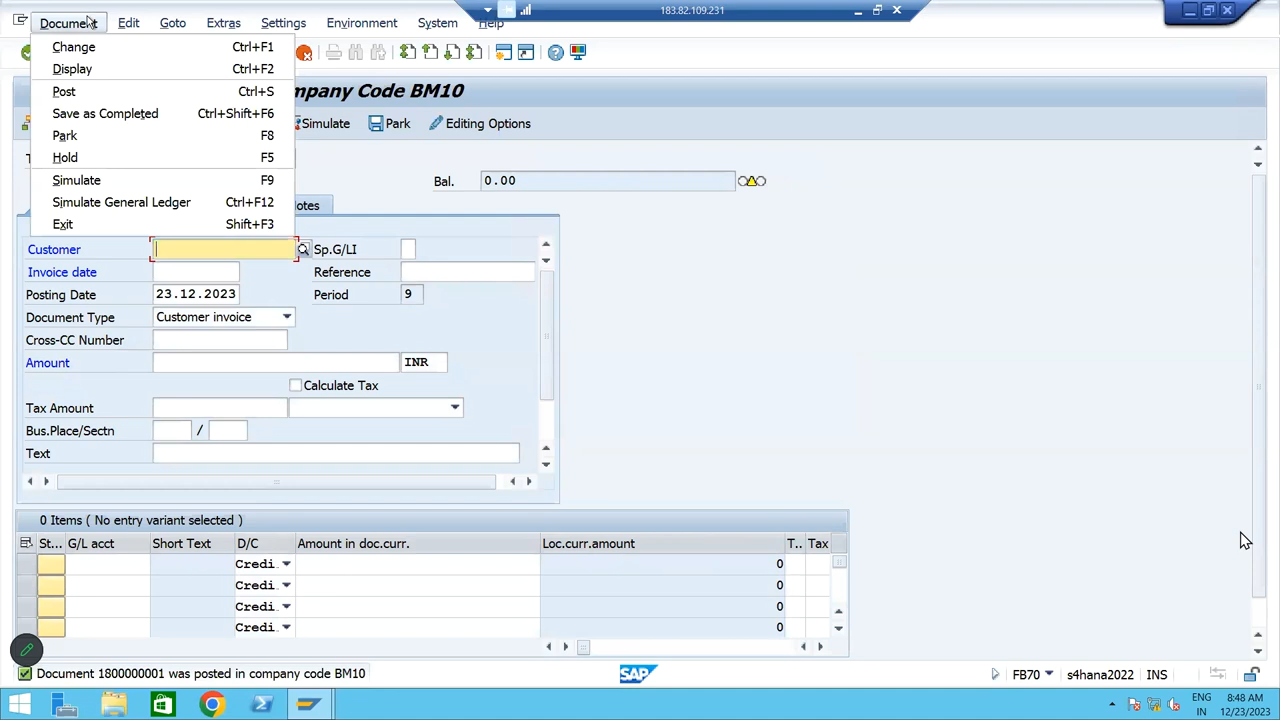 183.82.109.231
Document Edit Goto Extras Settings Environment System Help
Change Ctrl+F1
Display Ctrl+F2
Post Ctrl+S
Save as Completed Ctrl+Shift+F6
Park F8
Hold F5
Simulate F9
Simulate General Ledger Ctrl+F12
Exit Shift+F3
mpany Code BM10
Simulate Park Editing Options
Bal. 0.00
otes
Customer Sp.G/LI
Invoice date Reference
Posting Date 23.12.2023 Period 9
Document Type Customer invoice
Cross-CC Number
Amount INR
Calculate Tax
Tax Amount
Bus.Place/Sectn /
Text
0 Items ( No entry variant selected )
St... G/L acct Short Text D/C Amount in doc.curr. Loc.curr.amount T.. Tax
Credi. 0
Credi. 0
Credi. 0
Credi. 0
Document 1800000001 was posted in company code BM10
SAP
FB70 s4hana2022 INS
ENG 8:48 AM
IN 12/23/2023